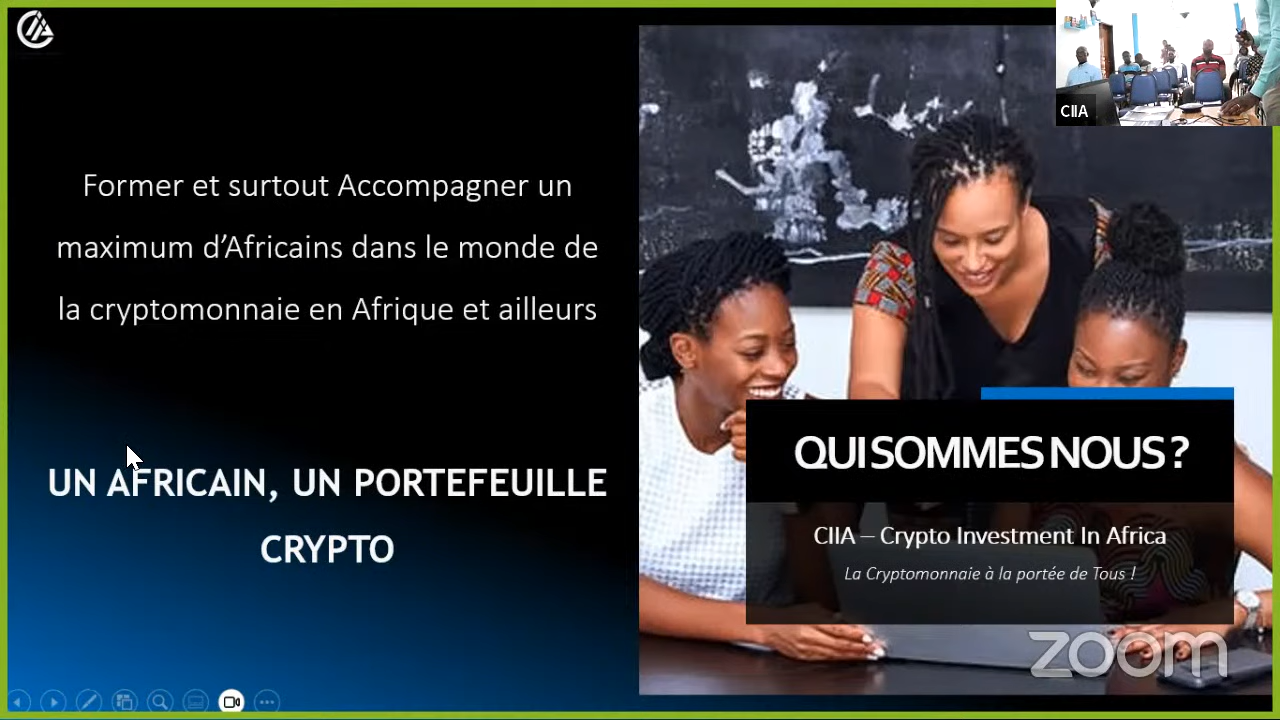 Former et surtout Accompagner un
maximum d'Africains dans le monde de
la cryptomonnaie en Afrique et ailleurs
UN AFRICAIN, UN PORTEFEUILLE
CRYPTO
CIIA
QUI SOMMES NOUS ?
CIIA – Crypto Investment In Africa
La Cryptomonnaie à la portée de Tous !
zoom